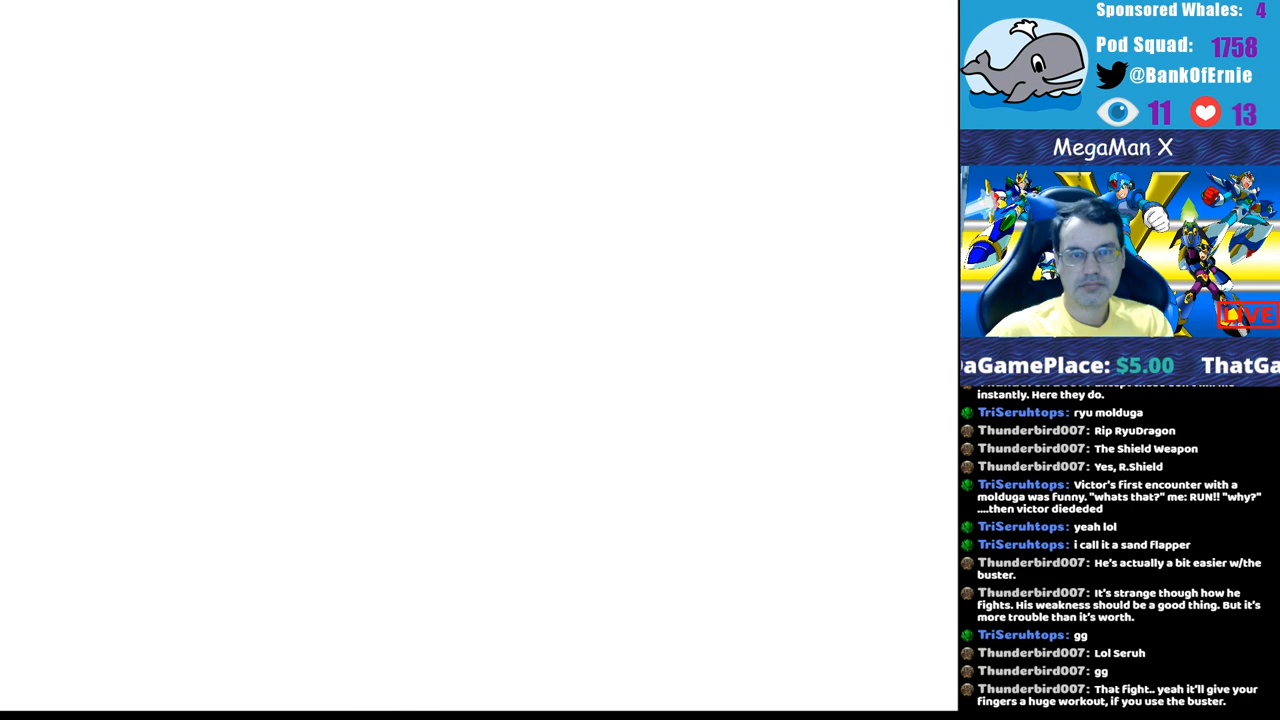 Sponsored Whales: 4
Pod Squad: 1758
@BankOfErnie
11 13
MegaMan X
LIVE
aGamePlace: $5.00 ThatGa
instantly. Here they do.
TriSeruhtops: ryu molduga
Thunderbird007: Rip RyuDragon
Thunderbird007: The Shield Weapon
Thunderbird007: Yes, R.Shield
TriSeruhtops: Victor's first encounter with a
molduga was funny. "whats that?" me: RUN!! "why?"
....then victor diededed
TriSeruhtops: yeah lol
TriSeruhtops: i call it a sand flapper
Thunderbird007: He's actually a bit easier w/the
buster.
Thunderbird007: It's strange though how he
fights. His weakness should be a good thing. But it's
more trouble than it's worth.
TriSeruhtops: gg
Thunderbird007: Lol Seruh
Thunderbird007: gg
Thunderbird007: That fight.. yeah it'll give your
fingers a huge workout, if you use the buster.